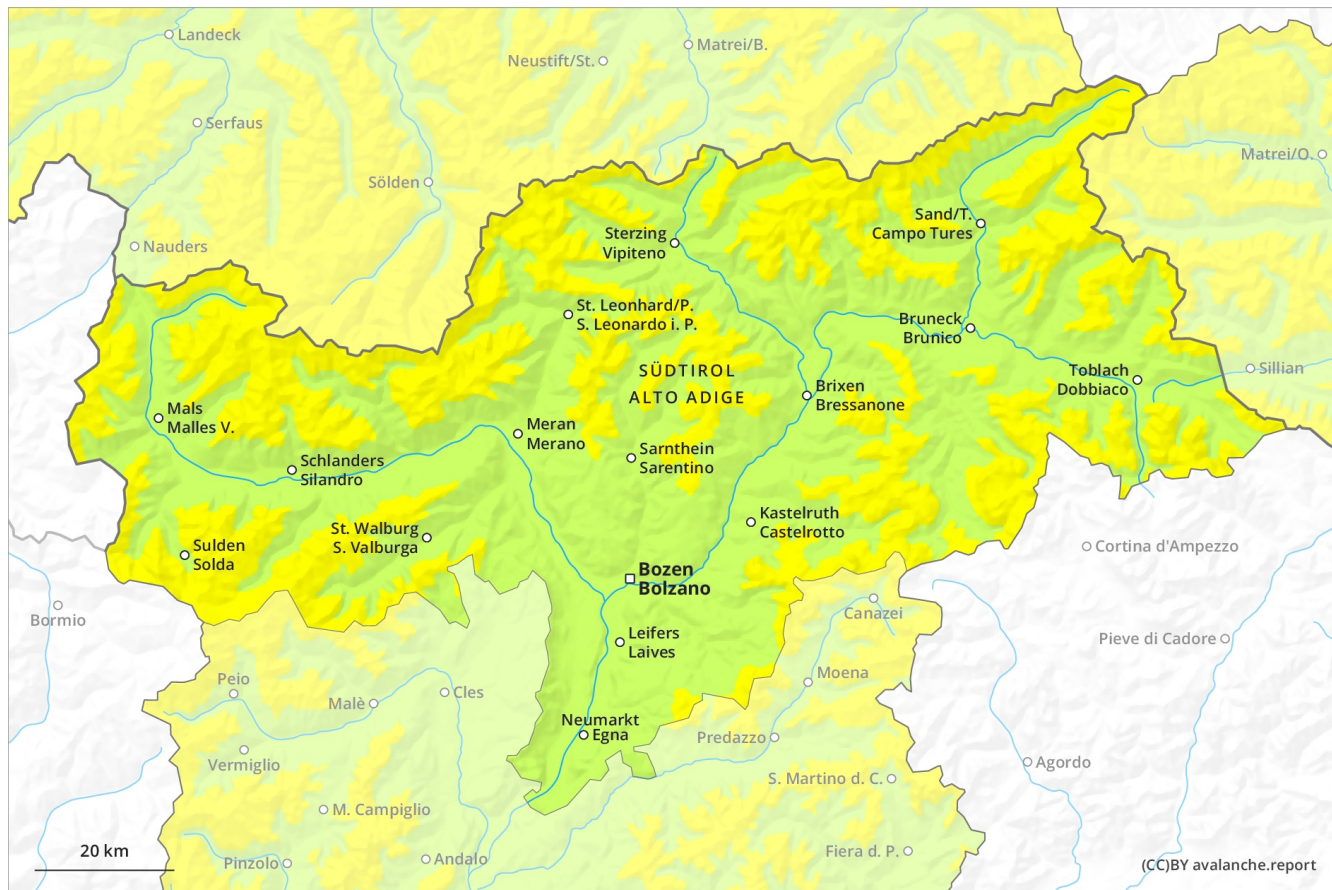 Landeck
Matrei/B.
Neustift/St.
Serfaus
Matrei/O.
Sölden
Sand/T.
Campo Tures
Sterzing
Vipiteno
Nauders
St. Leonhard/P.
S. Leonardo i. P.
Bruneck
Brunico
SÜDTIROL
ALTO ADIGE
Toblach
Dobbiaco
Sillian
Brixen
Bressanone
Mals
Malles V.
Meran
Merano
Sarnthein
Sarentino
Schlanders
Silandro
Kastelruth
Castelrotto
St. Walburg
S. Valburga
Sulden
Solda
Cortina d'Ampezzo
Bozen
Bolzano
Bormio
Canazei
Leifers
Laives
Pieve di Cadore
Peio
Moena
Malè
Cles
Neumarkt
Egna
Predazzo
Vermiglio
Agordo
S. Martino d. C.
M. Campiglio
20 km
Pinzolo
Andalo
Fiera d. P.
(CC)BY avalanche.report